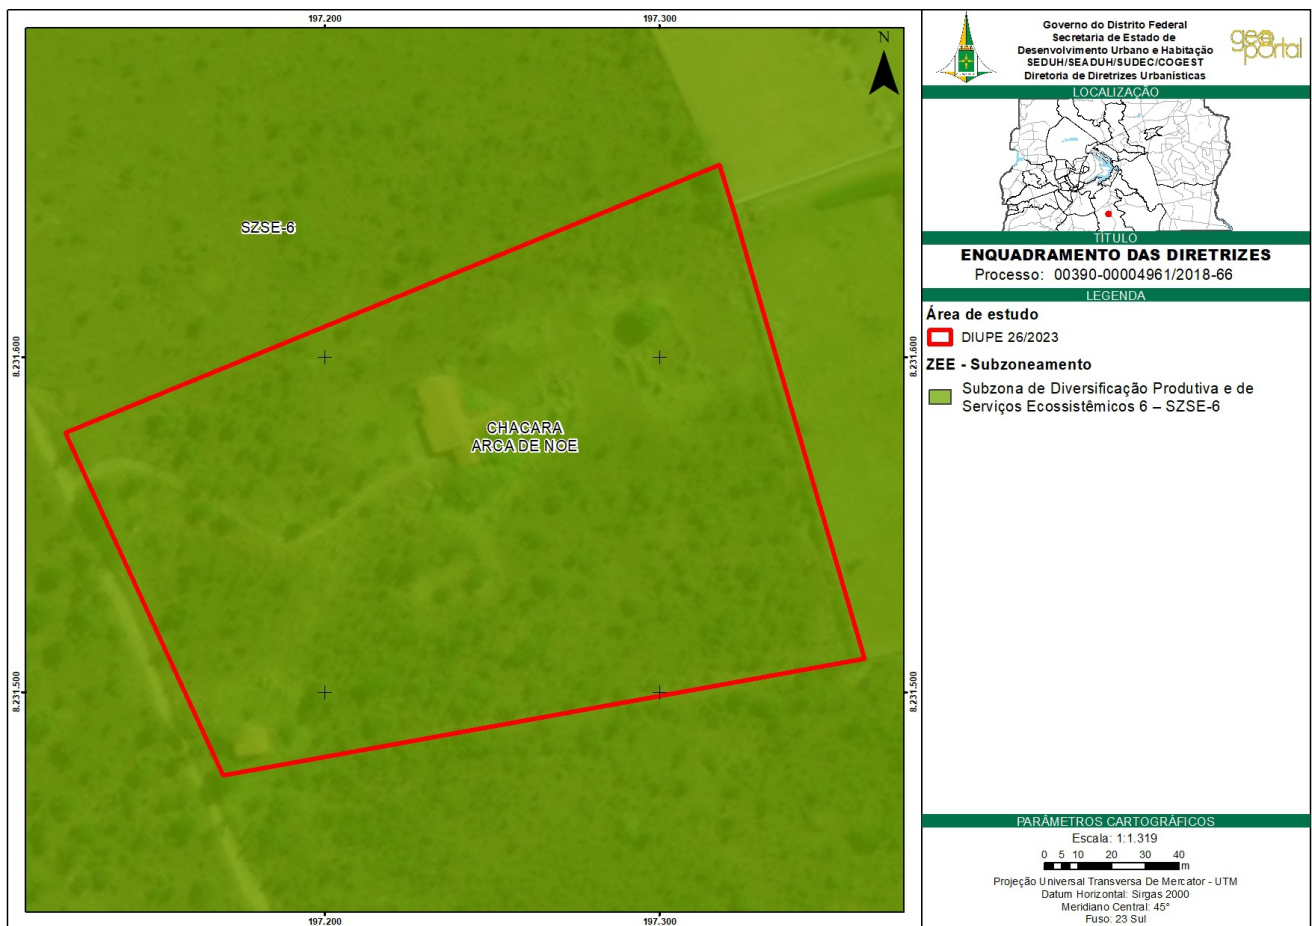 197.200
197.300
N
SZSE-6
8.231.600
8.231.600
CHACARA
ARCA DE NOE
8.231.500
8.231.500
197.200
197.300
Governo do Distrito Federal
Secretaria de Estado de
Desenvolvimento Urbano e Habitação
SEDUH/SEADUH/SUDEC/COGEST
Diretoria de Diretrizes Urbanísticas
geo
portal
LOCALIZAÇÃO
TÍTULO
ENQUADRAMENTO DAS DIRETRIZES
Processo: 00390-00004961/2018-66
LEGENDA
Área de estudo
DIUPE 26/2023
ZEE - Subzoneamento
Subzona de Diversificação Produtiva e de
Serviços Ecossistêmicos 6 – SZSE-6
PARÂMETROS CARTOGRÁFICOS
Escala: 1:1.319
0 5 10 20 30 40
m
Projeção Universal Transversa De Mercator - UTM
Datum Horizontal: Sirgas 2000
Meridiano Central: 45°
Fuso: 23 Sul